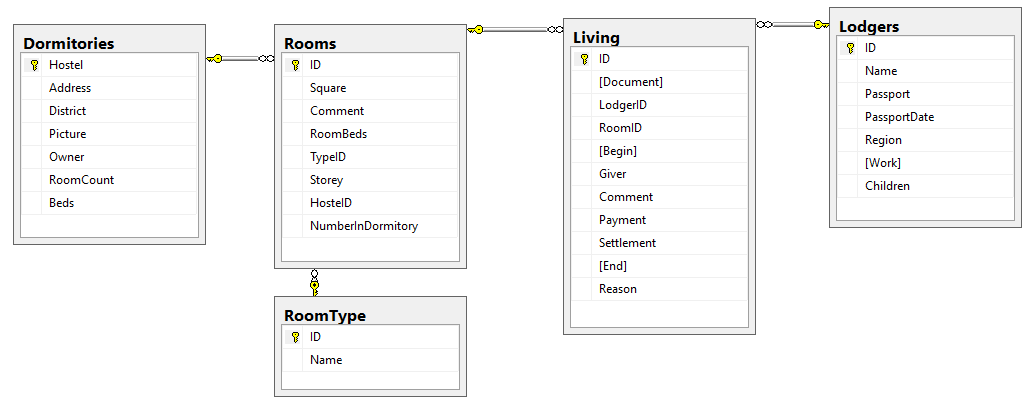 Dormitories
Hostel
Address
District
Picture
Owner
RoomCount
Beds
Rooms
ID
Square
Comment
RoomBeds
TypeID
Storey
HostelD
NumberInDormitory
RoomType
ID
Name
Living
ID
[Document]
LodgerID
RoomID
[Begin]
Giver
Comment
Payment
Settlement
[End]
Reason
Lodgers
ID
Name
Passport
PassportDate
Region
[Work]
Children